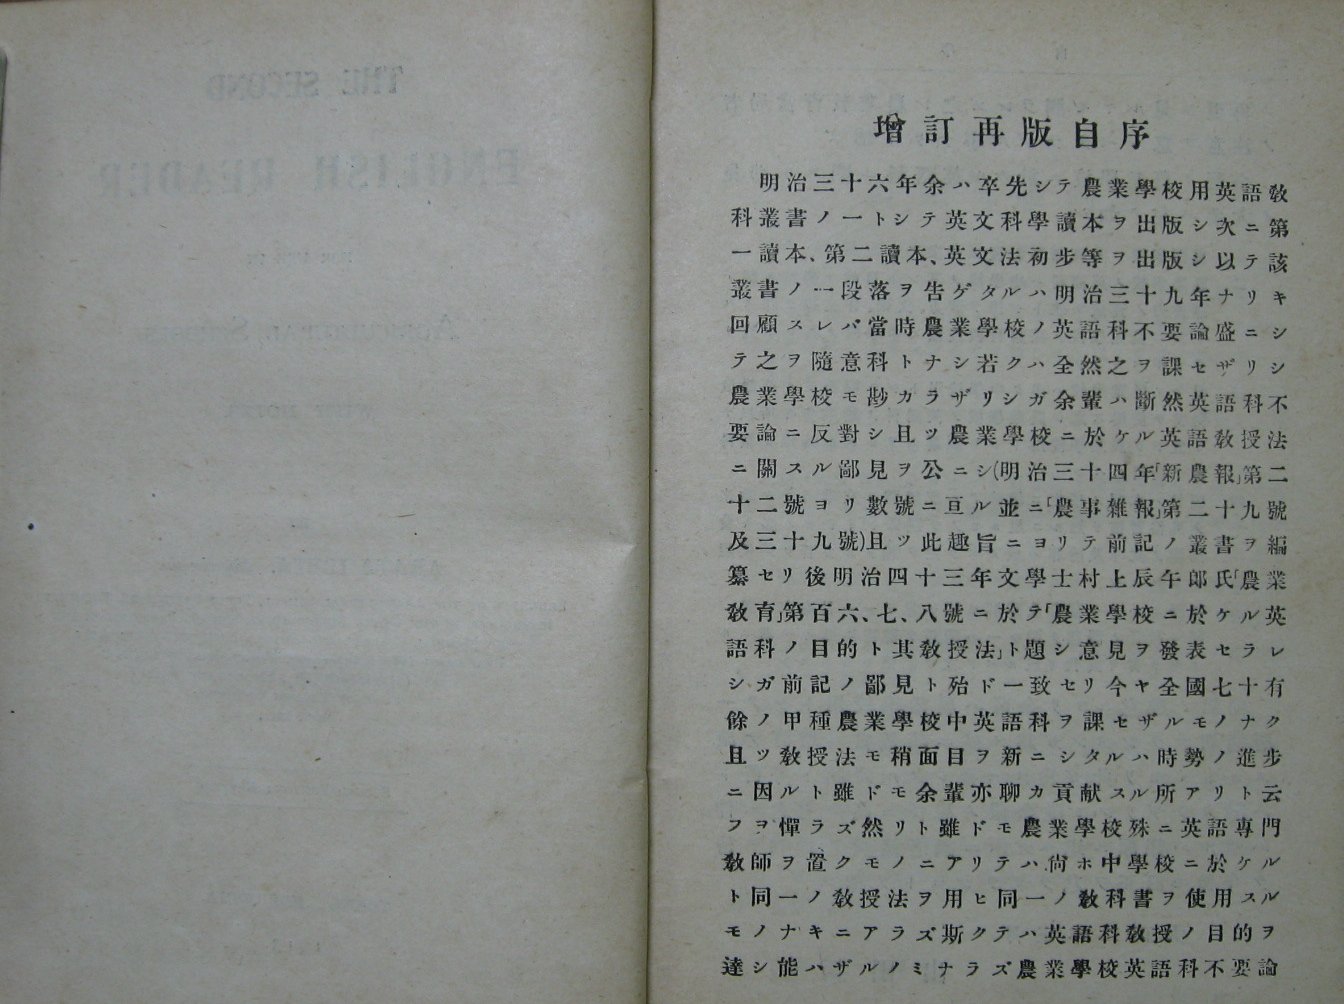 THE SECOND
ENGLISH READER
增訂再版自序
明治三十六年余ハ卒先シテ農業學校用英語敎
科叢書ノ一トシテ英文科學讀本ヲ出版シ次ニ第
一讀本、第二讀本、英文法初步等ヲ出版シ以テ該
叢書ノ一段落ヲ告ゲタルハ明治三十九年ナリキ
回顧スレバ當時農業學校ノ英語科不要論盛ニシ
テ之ヲ隨意科トナシ若クハ全然之ヲ課セザリシ
農業學校モ尠カラザリシガ余輩ハ斷然英語科不
要論ニ反對シ且ツ農業學校ニ於ケル英語敎授法
ニ關スル鄙見ヲ公ニシ(明治三十四年「新農報」第二
十二號ヨリ數號ニ亘ル並ニ「農事雜報」第二十九號
及三十九號)且ツ此趣旨ニヨリテ前記ノ叢書ヲ編
纂セリ後明治四十三年文學士村上辰午郞氏「農業
敎育」第百六、七、八號ニ於テ「農業學校ニ於ケル英
語科ノ目的ト其敎授法」ト題シ意見ヲ發表セラレ
シガ前記ノ鄙見ト殆ド一致セリ今ヤ全國七十有
餘ノ甲種農業學校中英語科ヲ課セザルモノナク
且ツ敎授法モ稍面目ヲ新ニシタルハ時勢ノ進步
ニ因ルト雖ドモ余輩亦聊カ貢献スル所アリト云
フヲ憚ラズ然リト雖ドモ農業學校殊ニ英語專門
敎師ヲ置クモノニアリテハ尙ホ中學校ニ於ケル
ト同一ノ敎授法ヲ用ヒ同一ノ敎科書ヲ使用スル
モノナキニアラズ斯クテハ英語科敎授ノ目的ヲ
達シ能ハザルノミナラズ農業學校英語科不要論